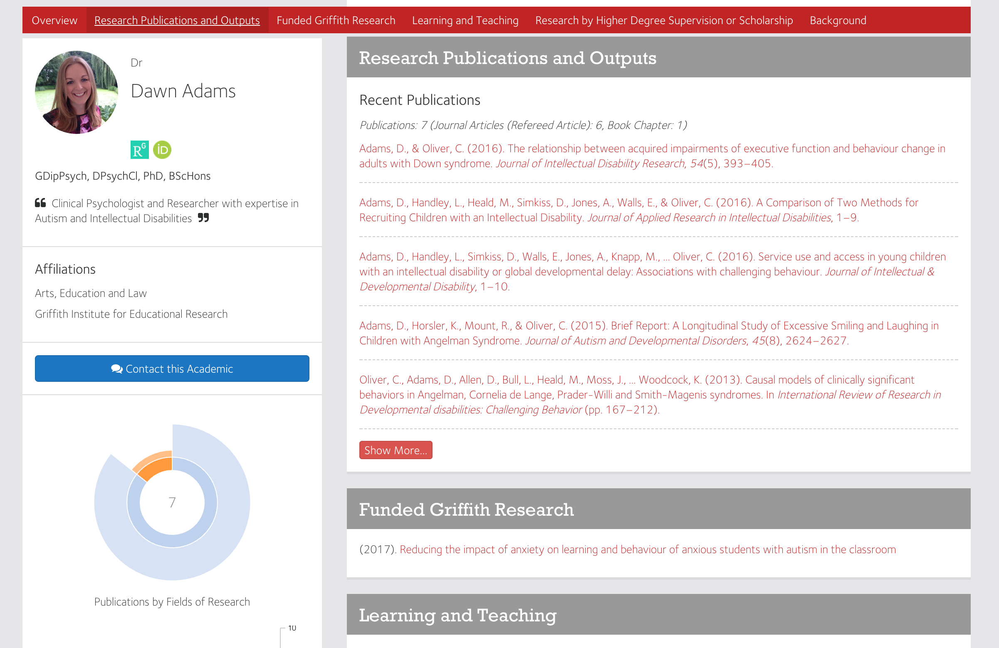 Overview Research Publications and Outputs Funded Griffith Research Learning and Teaching Research by Higher Degree Supervision or Scholarship Background
Dr
Dawn Adams
RG iD
GDipPsych, DPsychCl, PhD, BScHons
“ Clinical Psychologist and Researcher with expertise in
Autism and Intellectual Disabilities ”
Affiliations
Arts, Education and Law
Griffith Institute for Educational Research
Contact this Academic
7
Publications by Fields of Research
10
Research Publications and Outputs
Recent Publications
Publications: 7 (Journal Articles (Refereed Article): 6, Book Chapter: 1)
Adams, D., & Oliver, C. (2016). The relationship between acquired impairments of executive function and behaviour change in
adults with Down syndrome. Journal of Intellectual Disability Research, 54(5), 393–405.
Adams, D., Handley, L., Heald, M., Simkiss, D., Jones, A., Walls, E., & Oliver, C. (2016). A Comparison of Two Methods for
Recruiting Children with an Intellectual Disability. Journal of Applied Research in Intellectual Disabilities, 1–9.
Adams, D., Handley, L., Simkiss, D., Walls, E., Jones, A., Knapp, M., ... Oliver, C. (2016). Service use and access in young children
with an intellectual disability or global developmental delay: Associations with challenging behaviour. Journal of Intellectual &
Developmental Disability, 1–10.
Adams, D., Horsler, K., Mount, R., & Oliver, C. (2015). Brief Report: A Longitudinal Study of Excessive Smiling and Laughing in
Children with Angelman Syndrome. Journal of Autism and Developmental Disorders, 45(8), 2624–2627.
Oliver, C., Adams, D., Allen, D., Bull, L., Heald, M., Moss, J., ... Woodcock, K. (2013). Causal models of clinically significant
behaviors in Angelman, Cornelia de Lange, Prader-Willi and Smith-Magenis syndromes. In International Review of Research in
Developmental disabilities: Challenging Behavior (pp. 167–212).
Show More...
Funded Griffith Research
(2017). Reducing the impact of anxiety on learning and behaviour of anxious students with autism in the classroom
Learning and Teaching